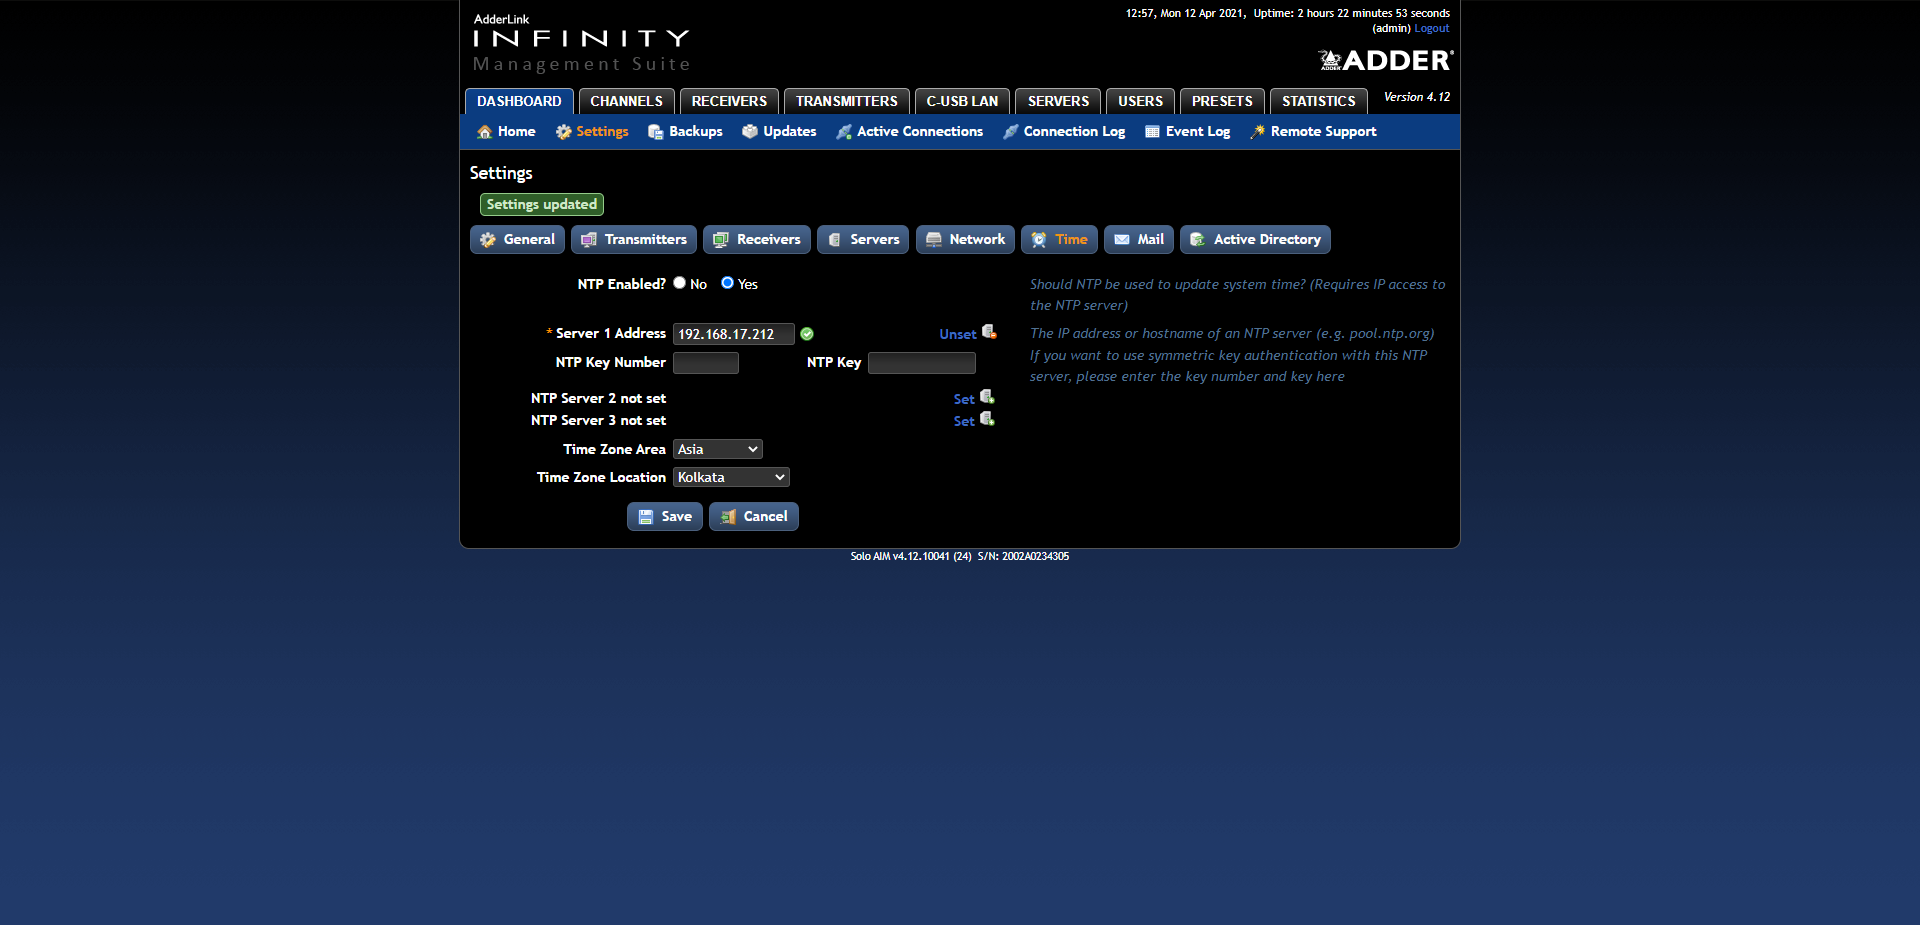 AdderLink
INFINITY
Management Suite
12:57, Mon 12 Apr 2021, Uptime: 2 hours 22 minutes 53 seconds
(admin) Logout
ADDER
ADDER®
DASHBOARD CHANNELS RECEIVERS TRANSMITTERS C-USB LAN SERVERS USERS PRESETS STATISTICS Version 4.12
Home Settings Backups Updates Active Connections Connection Log Event Log Remote Support
Settings
Settings updated
General Transmitters Receivers Servers Network Time Mail Active Directory
NTP Enabled? No Yes
Should NTP be used to update system time? (Requires IP access to
the NTP server)
* Server 1 Address 192.168.17.212 Unset
The IP address or hostname of an NTP server (e.g. pool.ntp.org)
If you want to use symmetric key authentication with this NTP
server, please enter the key number and key here
NTP Key Number NTP Key
NTP Server 2 not set Set
NTP Server 3 not set Set
Time Zone Area Asia
Time Zone Location Kolkata
Save Cancel
Solo AIM v4.12.10041 (24) S/N: 2002A0234305